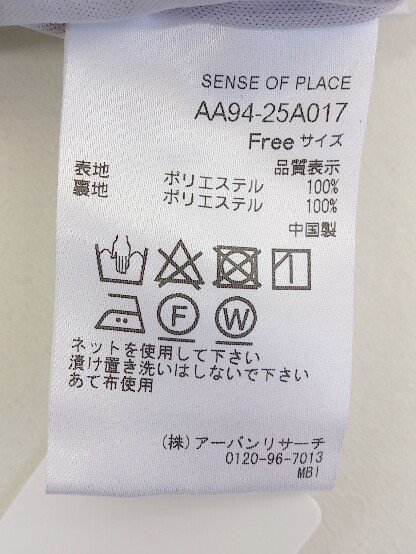 SENSE OF PLACE
AA94-25A017
Free サイズ
品質表示
表地 ポリエステル 100%
裏地 ポリエステル 100%
中国製
F W
ネットを使用して下さい
漬け置き洗いはしないで下さい
あて布使用
(株)アーバンリサーチ
0120-96-7013
MBI